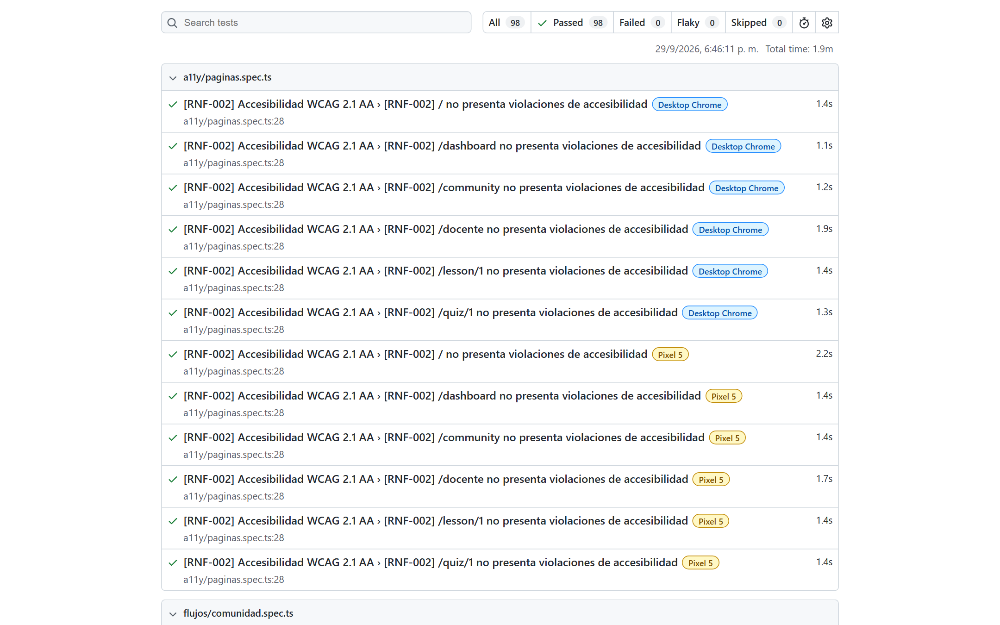 Search tests
All 98 Passed 98 Failed 0 Flaky 0 Skipped 0
29/9/2026, 6:46:11 p. m. Total time: 1.9m
a11y/paginas.spec.ts
[RNF-002] Accesibilidad WCAG 2.1 AA › [RNF-002] / no presenta violaciones de accesibilidad Desktop Chrome 1.4s
a11y/paginas.spec.ts:28
[RNF-002] Accesibilidad WCAG 2.1 AA › [RNF-002] /dashboard no presenta violaciones de accesibilidad Desktop Chrome 1.1s
a11y/paginas.spec.ts:28
[RNF-002] Accesibilidad WCAG 2.1 AA › [RNF-002] /community no presenta violaciones de accesibilidad Desktop Chrome 1.2s
a11y/paginas.spec.ts:28
[RNF-002] Accesibilidad WCAG 2.1 AA › [RNF-002] /docente no presenta violaciones de accesibilidad Desktop Chrome 1.9s
a11y/paginas.spec.ts:28
[RNF-002] Accesibilidad WCAG 2.1 AA › [RNF-002] /lesson/1 no presenta violaciones de accesibilidad Desktop Chrome 1.4s
a11y/paginas.spec.ts:28
[RNF-002] Accesibilidad WCAG 2.1 AA › [RNF-002] /quiz/1 no presenta violaciones de accesibilidad Desktop Chrome 1.3s
a11y/paginas.spec.ts:28
[RNF-002] Accesibilidad WCAG 2.1 AA › [RNF-002] / no presenta violaciones de accesibilidad Pixel 5 2.2s
a11y/paginas.spec.ts:28
[RNF-002] Accesibilidad WCAG 2.1 AA › [RNF-002] /dashboard no presenta violaciones de accesibilidad Pixel 5 1.4s
a11y/paginas.spec.ts:28
[RNF-002] Accesibilidad WCAG 2.1 AA › [RNF-002] /community no presenta violaciones de accesibilidad Pixel 5 1.4s
a11y/paginas.spec.ts:28
[RNF-002] Accesibilidad WCAG 2.1 AA › [RNF-002] /docente no presenta violaciones de accesibilidad Pixel 5 1.7s
a11y/paginas.spec.ts:28
[RNF-002] Accesibilidad WCAG 2.1 AA › [RNF-002] /lesson/1 no presenta violaciones de accesibilidad Pixel 5 1.4s
a11y/paginas.spec.ts:28
[RNF-002] Accesibilidad WCAG 2.1 AA › [RNF-002] /quiz/1 no presenta violaciones de accesibilidad Pixel 5 1.4s
a11y/paginas.spec.ts:28
flujos/comunidad.spec.ts